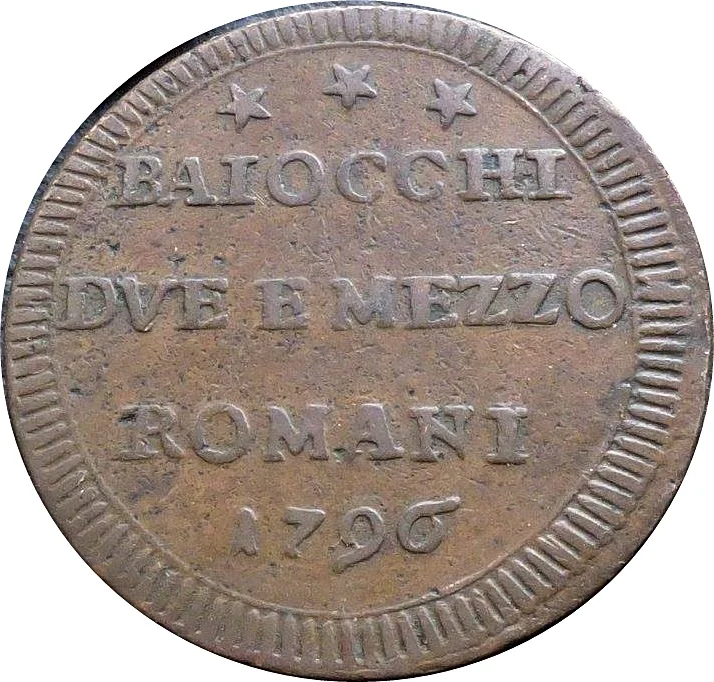 BAIOCCHI
DVE E MEZZO
ROMANI
1796